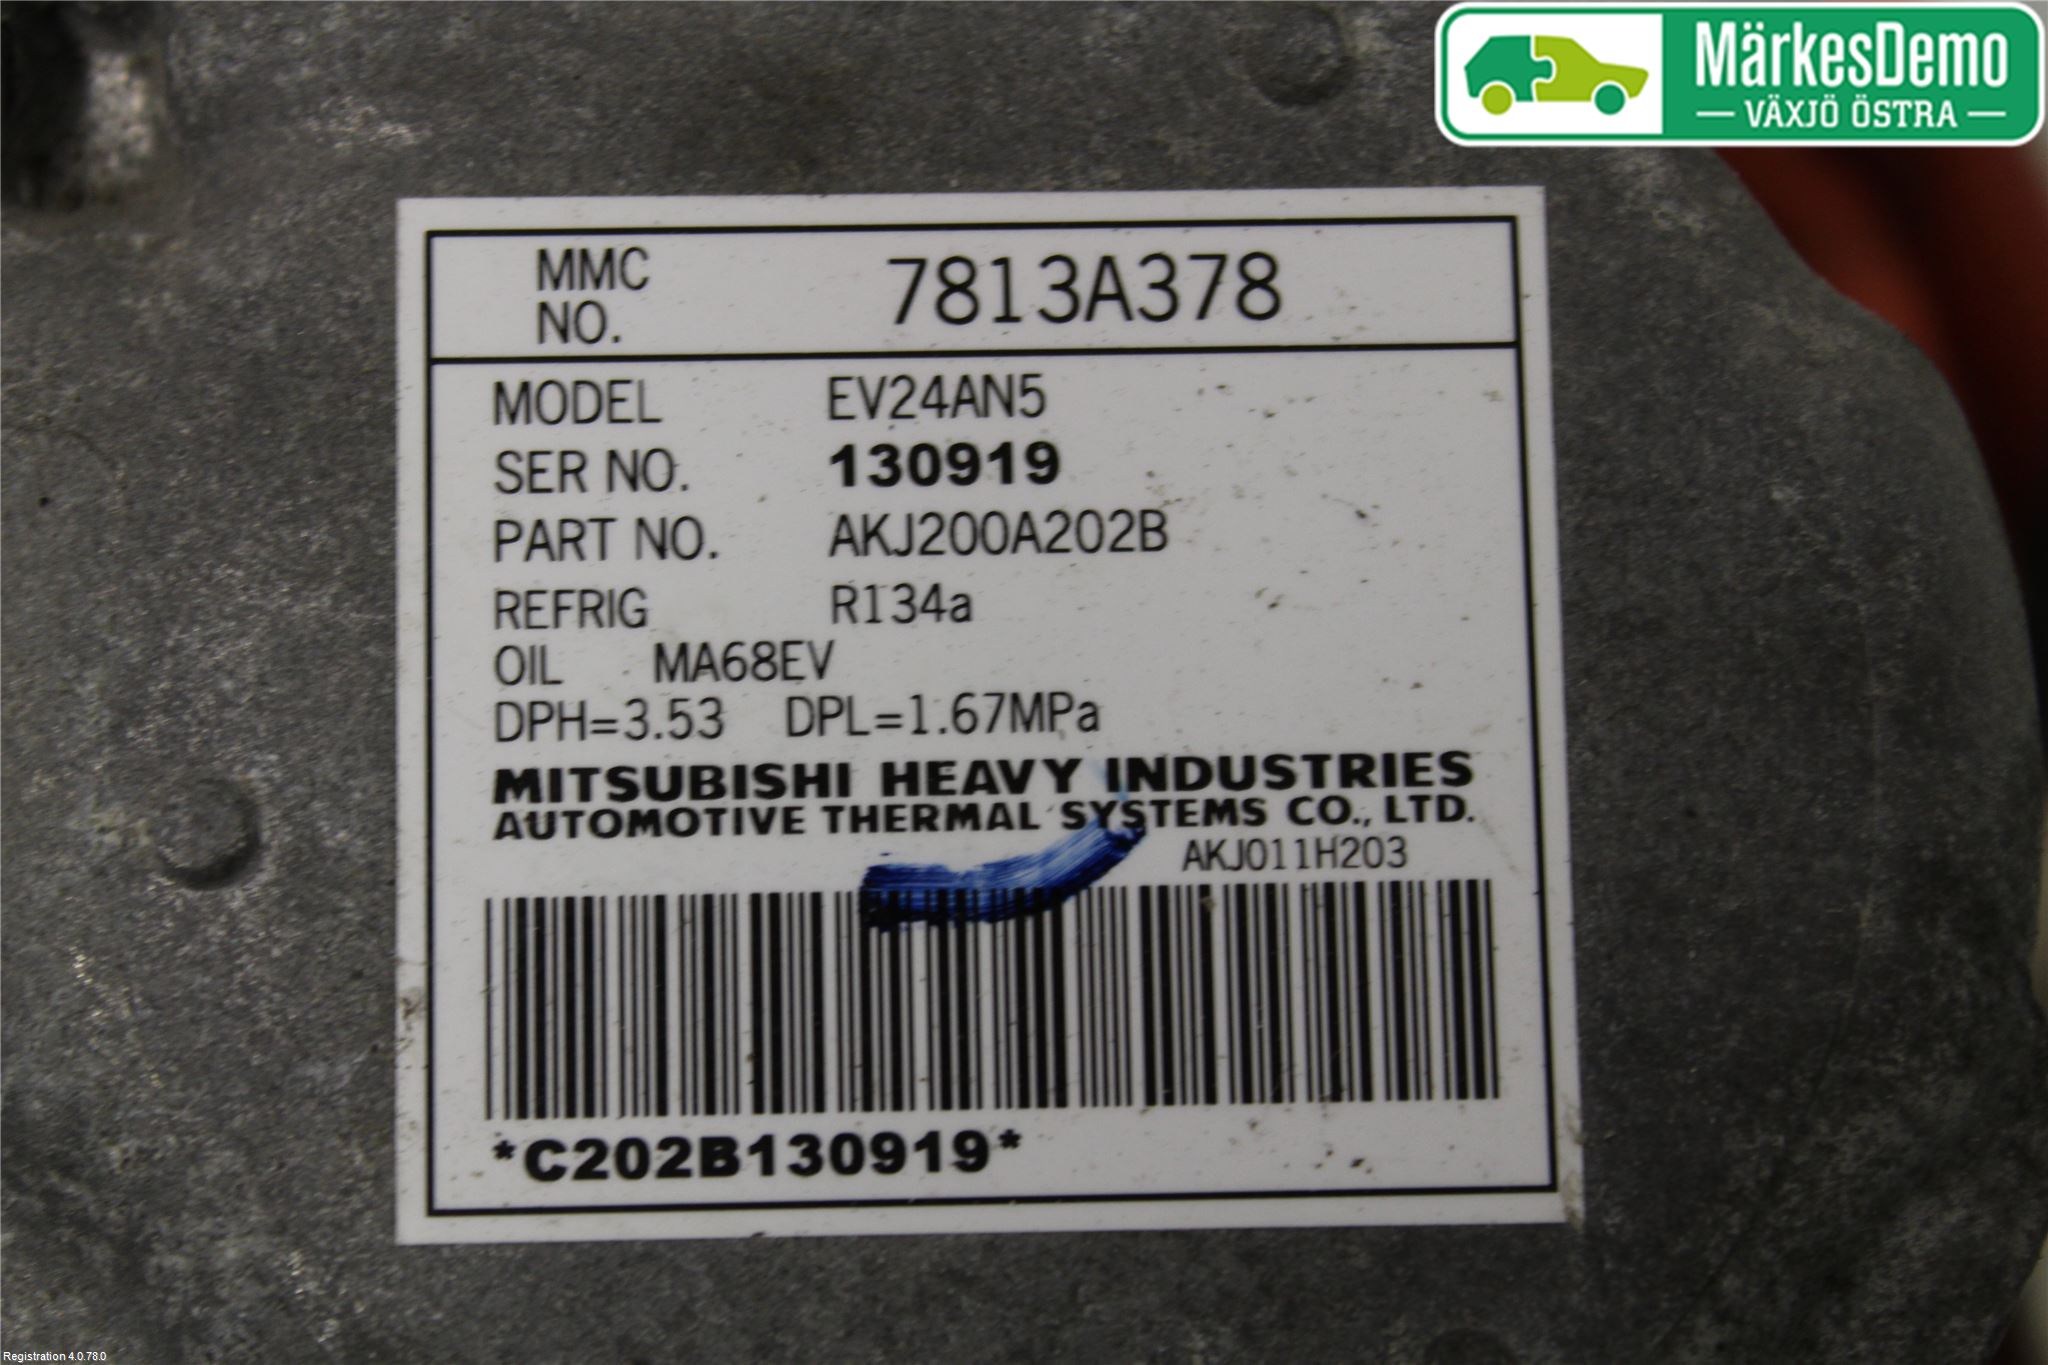 MärkesDemo
VÄXJÖ ÖSTRA
MMC NO. 7813A378
MODEL EV24AN5
SER NO. 130919
PART NO. AKJ200A202B
REFRIG R134a
OIL MA68EV
DPH=3.53 DPL=1.67MPa
MITSUBISHI HEAVY INDUSTRIES
AUTOMOTIVE THERMAL SYSTEMS CO., LTD.
AKJ011H203
*C202B130919*
Registration 4.0.78.0